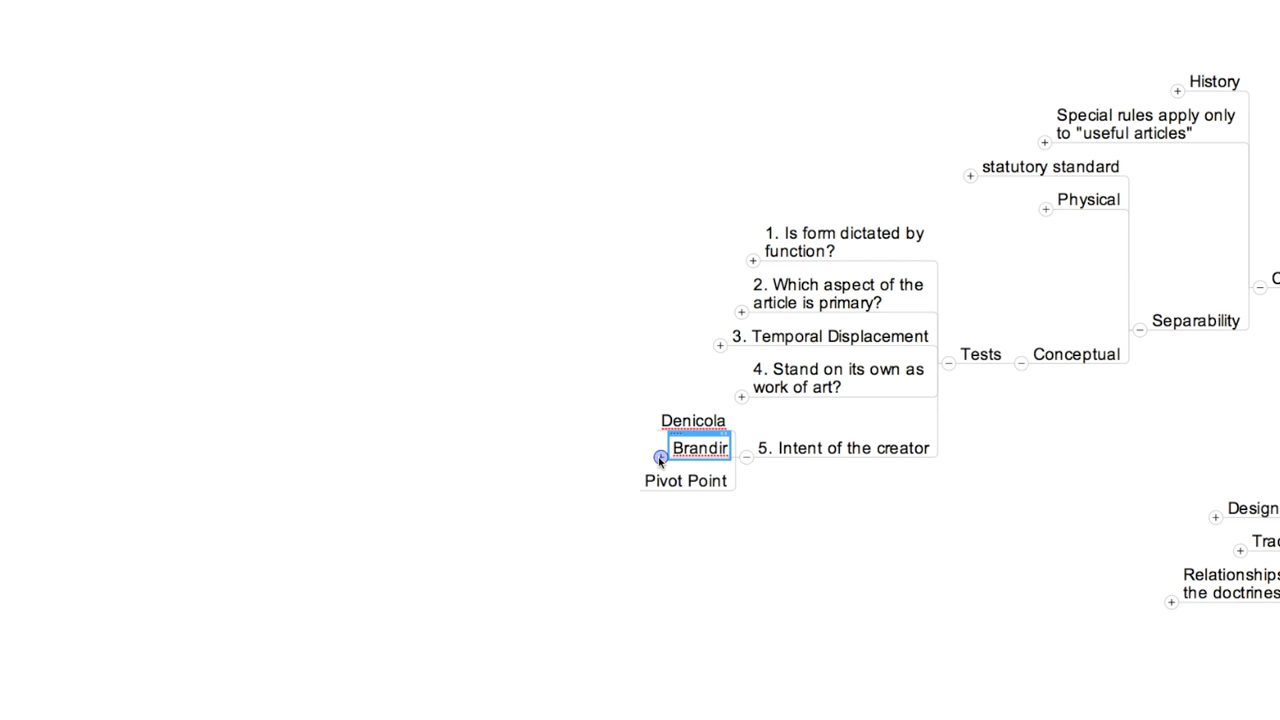 History
Special rules apply only
to "useful articles"
statutory standard
Physical
1. Is form dictated by
function?
2. Which aspect of the
article is primary?
3. Temporal Displacement
4. Stand on its own as
work of art?
Tests
Conceptual
Separability
C
Denicola
Brandir
5. Intent of the creator
Pivot Point
Design
Trad
Relationships
the doctrines